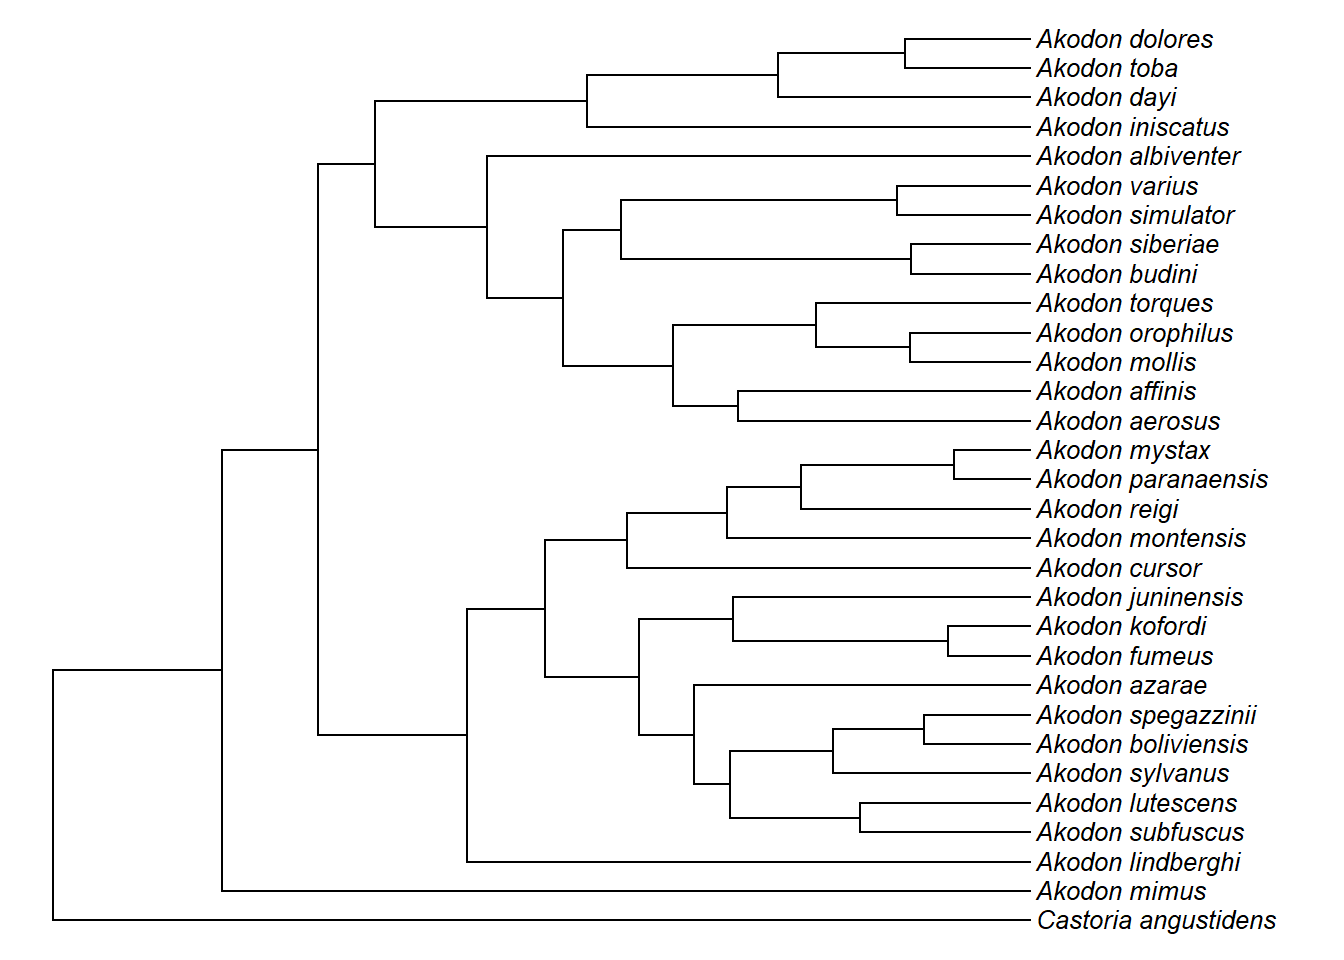 Akodon dolores
Akodon toba
Akodon dayi
Akodon iniscatus
Akodon albiventer
Akodon varius
Akodon simulator
Akodon siberiae
Akodon budini
Akodon torques
Akodon orophilus
Akodon mollis
Akodon affinis
Akodon aerosus
Akodon mystax
Akodon paranaensis
Akodon reigi
Akodon montensis
Akodon cursor
Akodon juninensis
Akodon kofordi
Akodon fumeus
Akodon azarae
Akodon spegazzinii
Akodon boliviensis
Akodon sylvanus
Akodon lutescens
Akodon subfuscus
Akodon lindberghi
Akodon mimus
Castoria angustidens